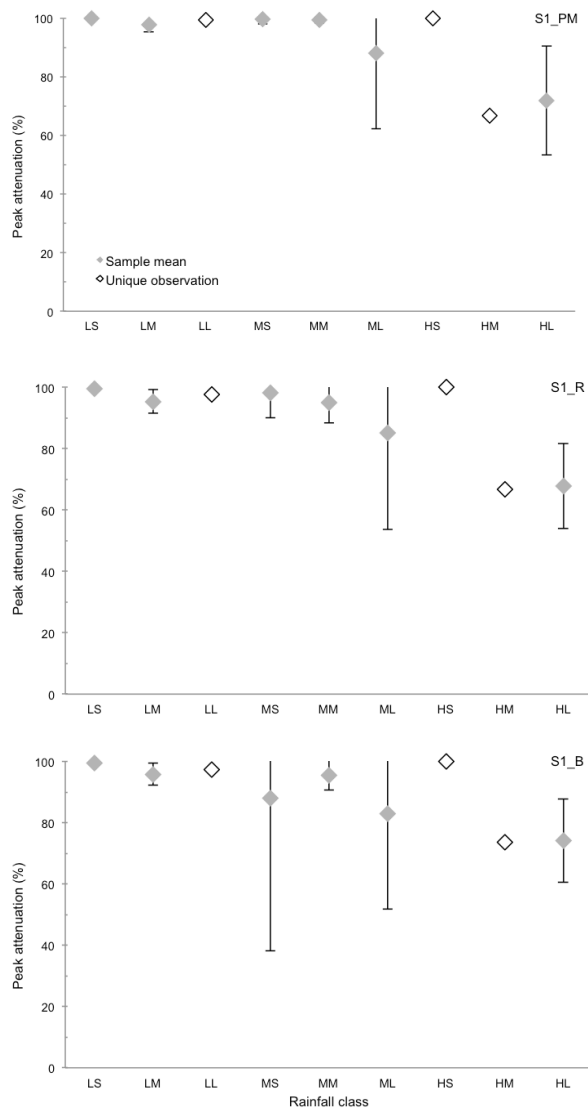 S1_PM
100
80
60
40
20
0
Peak attenuation (%)
Sample mean
Unique observation
LS LM LL MS MM ML HS HM HL
S1_R
100
80
60
40
20
0
Peak attenuation (%)
LS LM LL MS MM ML HS HM HL
S1_B
100
80
60
40
20
0
Peak attenuation (%)
LS LM LL MS MM ML HS HM HL
Rainfall class